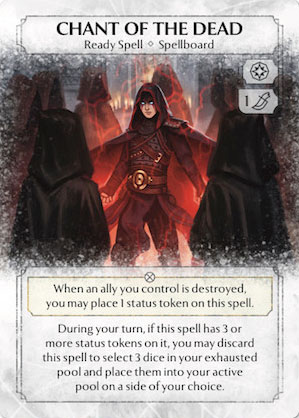 CHANT OF THE DEAD
Ready Spell ⬦ Spellboard
1
When an ally you control is destroyed,
you may place 1 status token on this spell.
During your turn, if this spell has 3 or
more status tokens on it, you may discard
this spell to select 3 dice in your exhausted
pool and place them into your active
pool on a side of your choice.